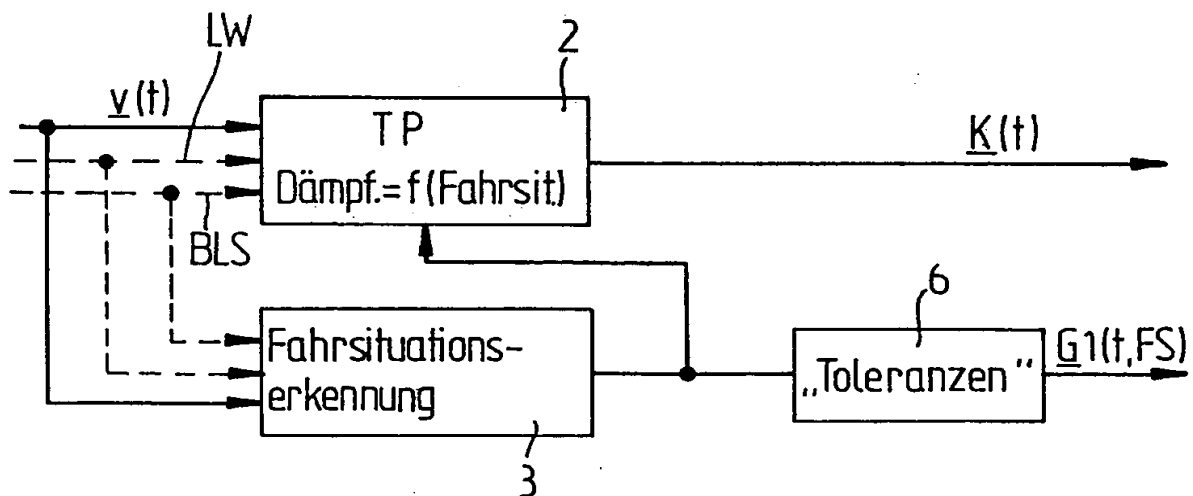 LW
2
v(t)
TP
K(t)
Dämpf.=f(Fahrsit.)
BLS
6
Fahrsituations-
erkennung
„Toleranzen“
G1(t,FS)
3